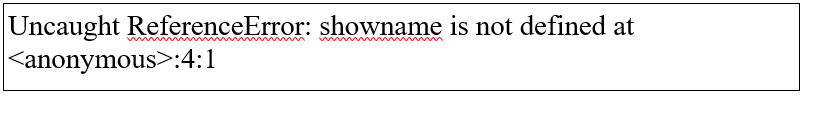 Uncaught ReferenceError: showname is not defined at
<anonymous>:4:1